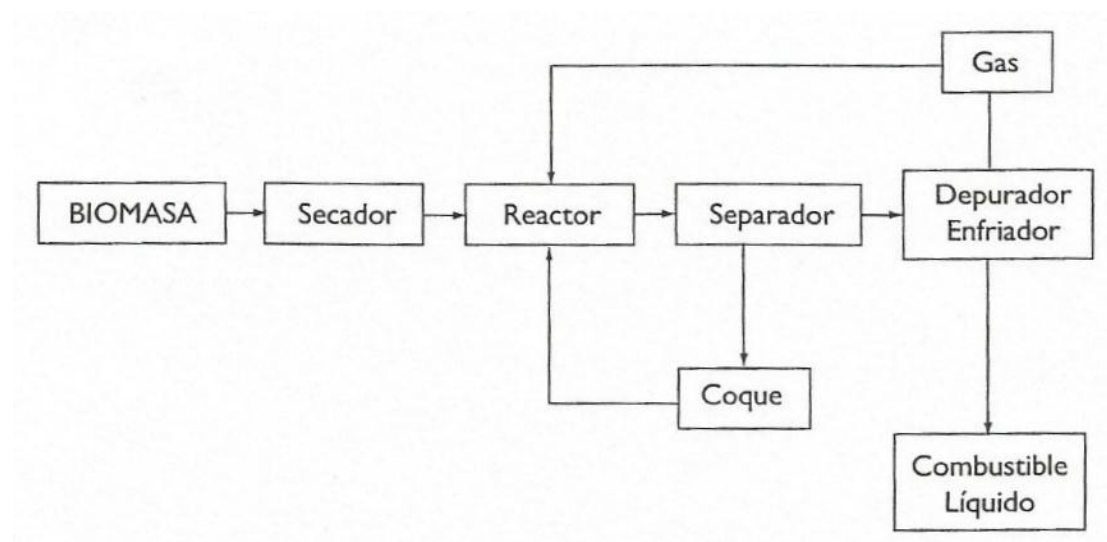 Gas
BIOMASA
Secador
Reactor
Separador
Depurador
Enfriador
Coque
Combustible
Líquido